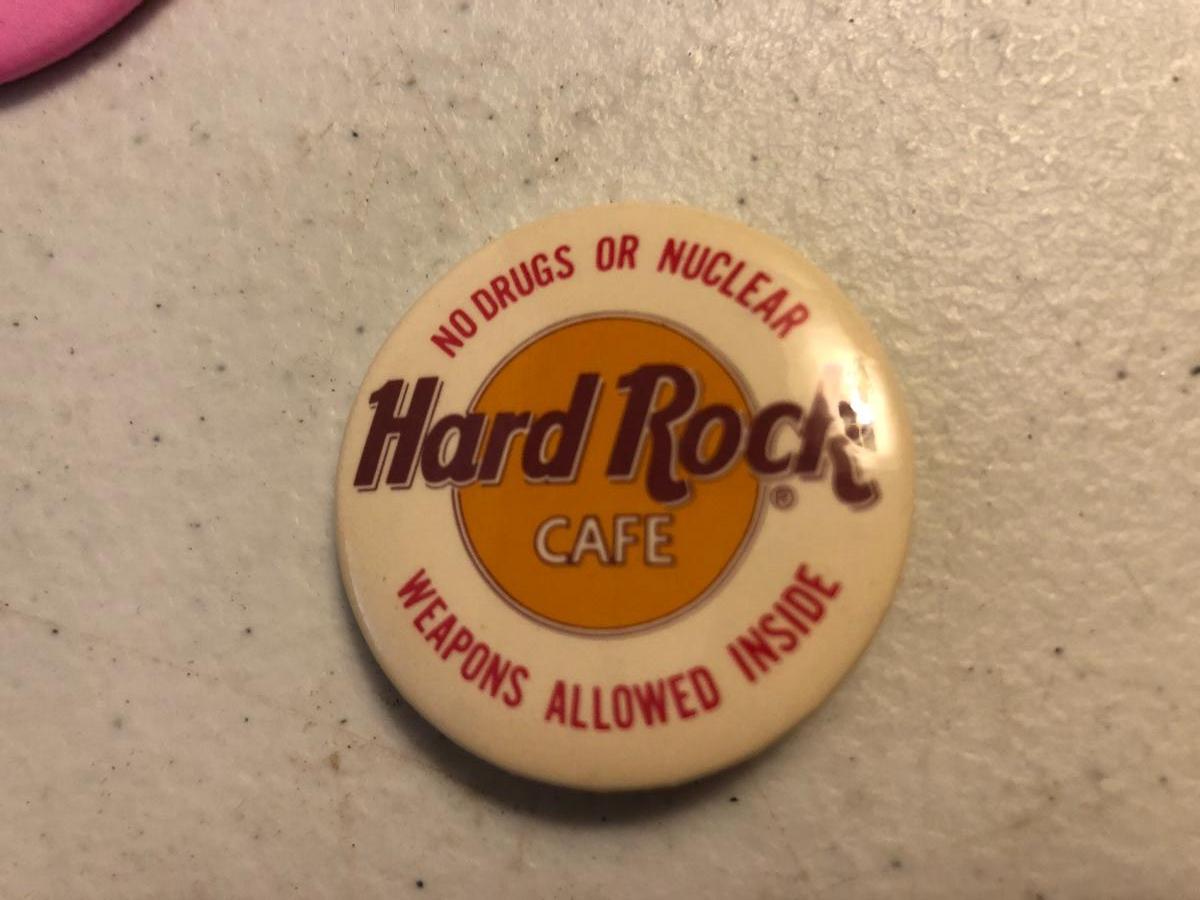 NO DRUGS OR NUCLEAR
Hard Rock
®
CAFE
WEAPONS ALLOWED INSIDE